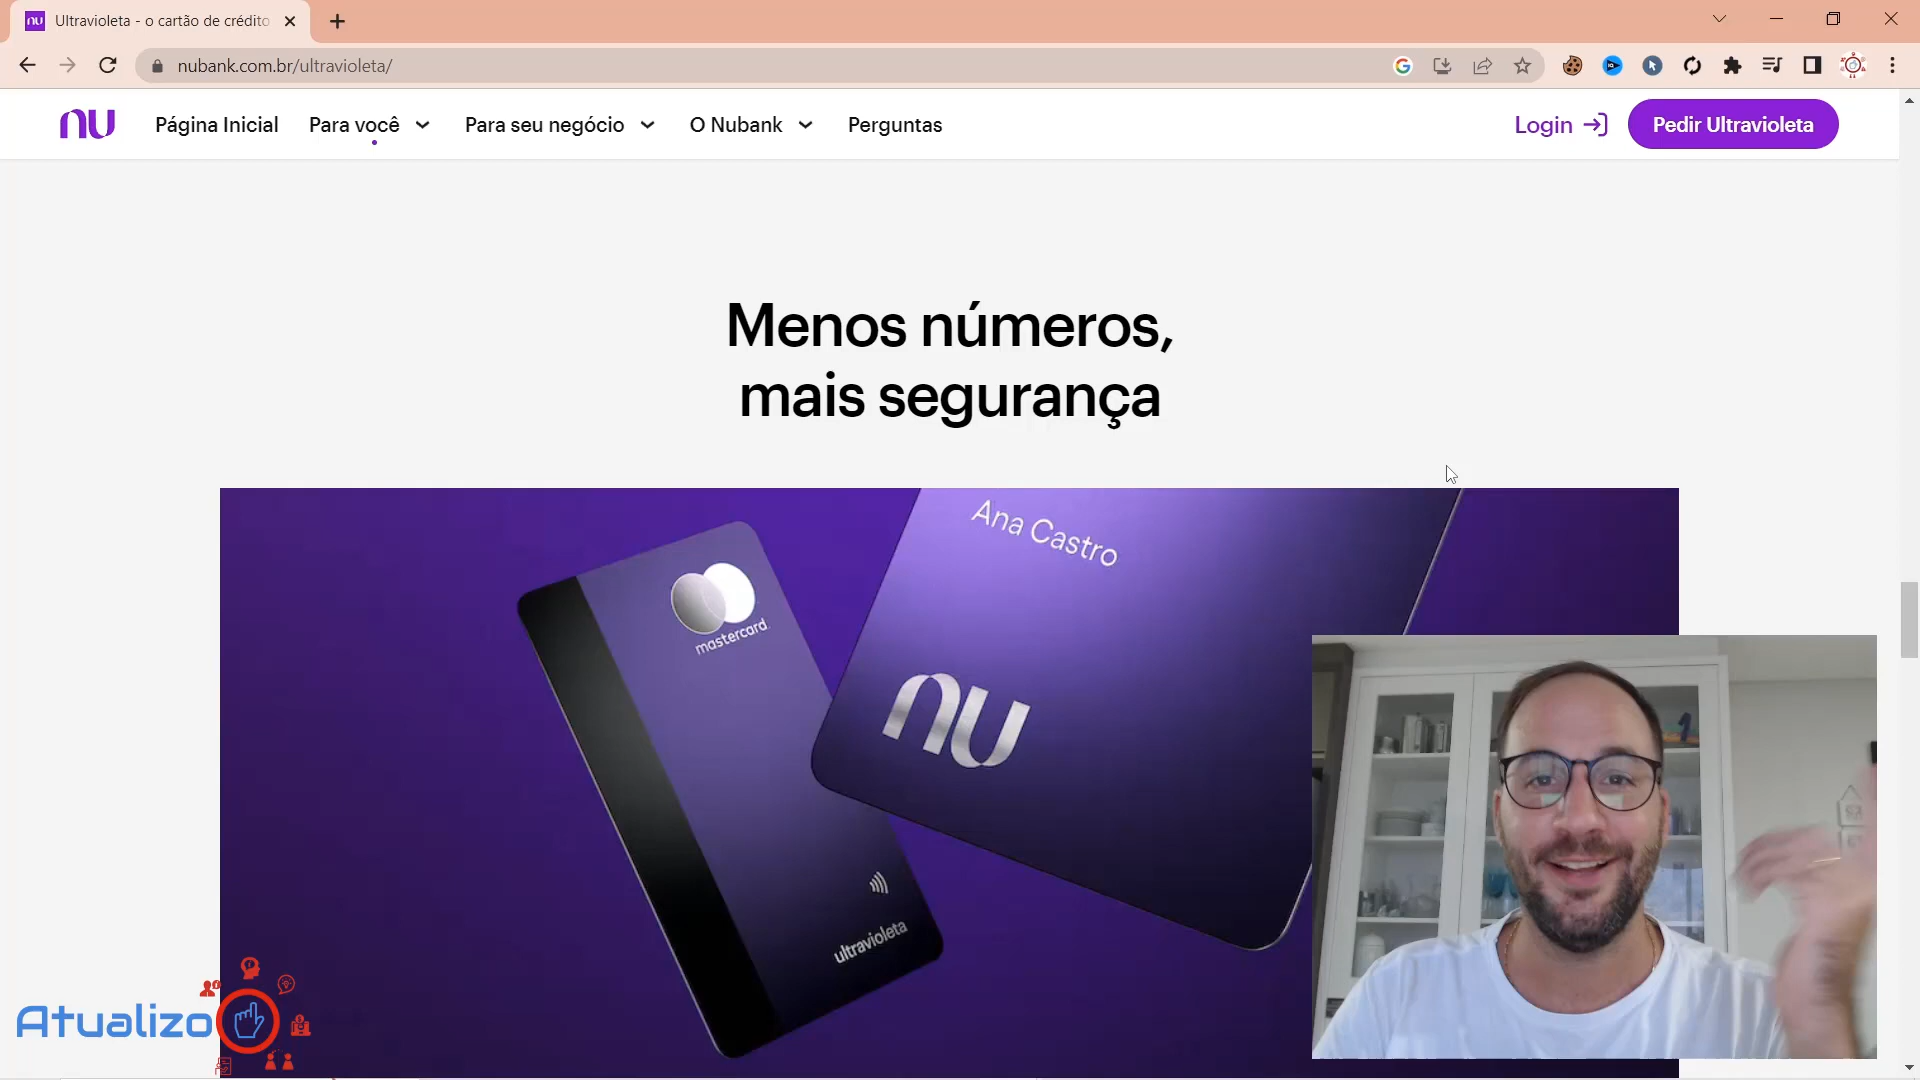 nu Ultravioleta - o cartão de crédito
nubank.com.br/ultravioleta/
nu Página Inicial Para você Para seu negócio O Nubank Perguntas Login Pedir Ultravioleta
Menos números,
mais segurança
Ana Castro
mastercard
nu
ultravioleta
Atualizo